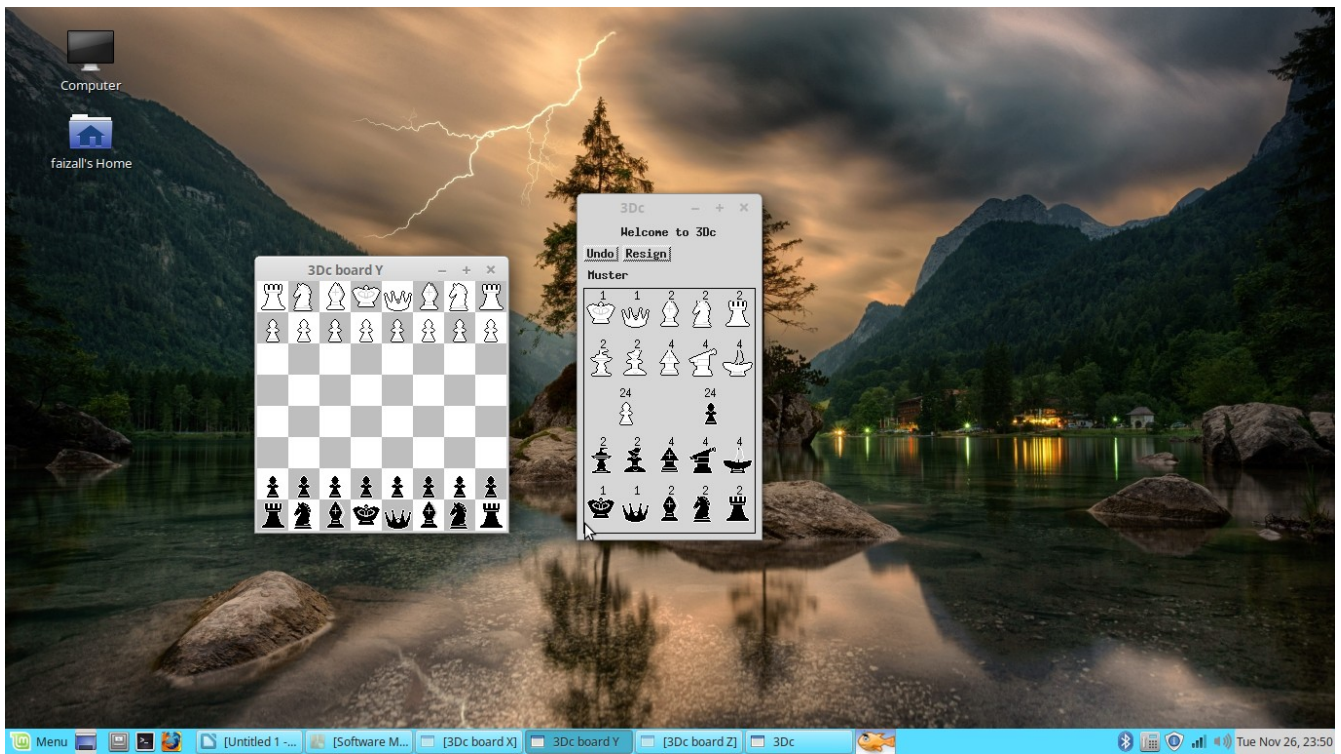 Computer
faizall's Home
3Dc board Y
3Dc
Welcome to 3Dc
Undo Resign
Muster
1 1 2 2 2
2 2 4 4 4
24 24
2 2 4 4 4
1 1 2 2 2
Menu [Untitled 1 -... [Software M... [3Dc board X] 3Dc board Y [3Dc board Z] 3Dc Tue Nov 26, 23:50